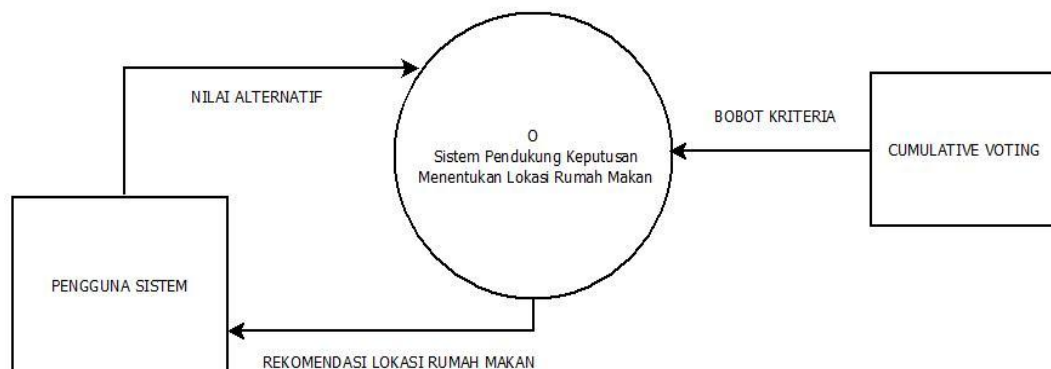 NILAI ALTERNATIF
O
Sistem Pendukung Keputusan
Menentukan Lokasi Rumah Makan
BOBOT KRITERIA
CUMULATIVE VOTING
PENGGUNA SISTEM
REKOMENDASI LOKASI RUMAH MAKAN